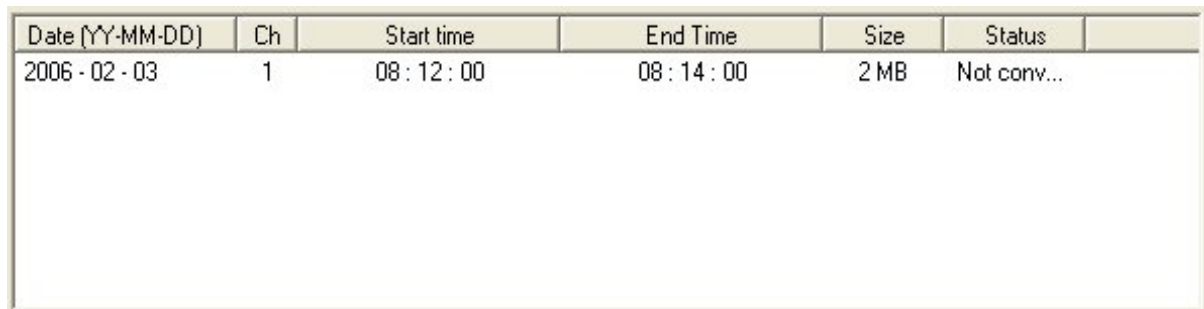 Date (YY-MM-DD) Ch Start time End Time Size Status
2006 - 02 - 03 1 08 : 12 : 00 08 : 14 : 00 2 MB Not conv...